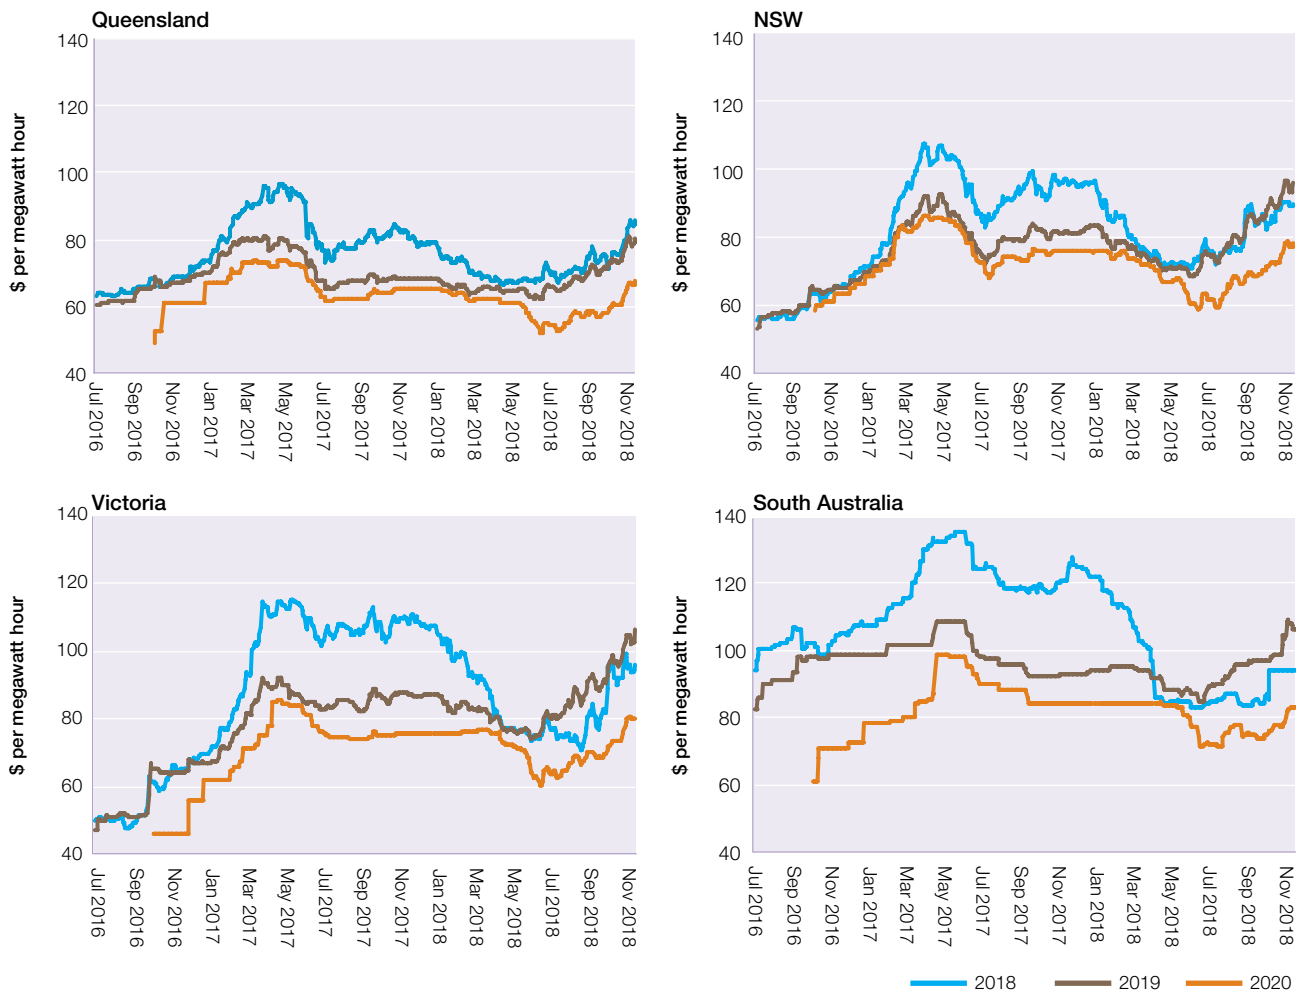 Queensland
$ per megawatt hour
140
120
100
80
60
40
Jul 2016
Sep 2016
Nov 2016
Jan 2017
Mar 2017
May 2017
Jul 2017
Sep 2017
Nov 2017
Jan 2018
Mar 2018
May 2018
Jul 2018
Sep 2018
Nov 2018
NSW
$ per megawatt hour
140
120
100
80
60
40
Jul 2016
Sep 2016
Nov 2016
Jan 2017
Mar 2017
May 2017
Jul 2017
Sep 2017
Nov 2017
Jan 2018
Mar 2018
May 2018
Jul 2018
Sep 2018
Nov 2018
Victoria
$ per megawatt hour
140
120
100
80
60
40
Jul 2016
Sep 2016
Nov 2016
Jan 2017
Mar 2017
May 2017
Jul 2017
Sep 2017
Nov 2017
Jan 2018
Mar 2018
May 2018
Jul 2018
Sep 2018
Nov 2018
South Australia
$ per megawatt hour
140
120
100
80
60
40
Jul 2016
Sep 2016
Nov 2016
Jan 2017
Mar 2017
May 2017
Jul 2017
Sep 2017
Nov 2017
Jan 2018
Mar 2018
May 2018
Jul 2018
Sep 2018
Nov 2018
2018
2019
2020